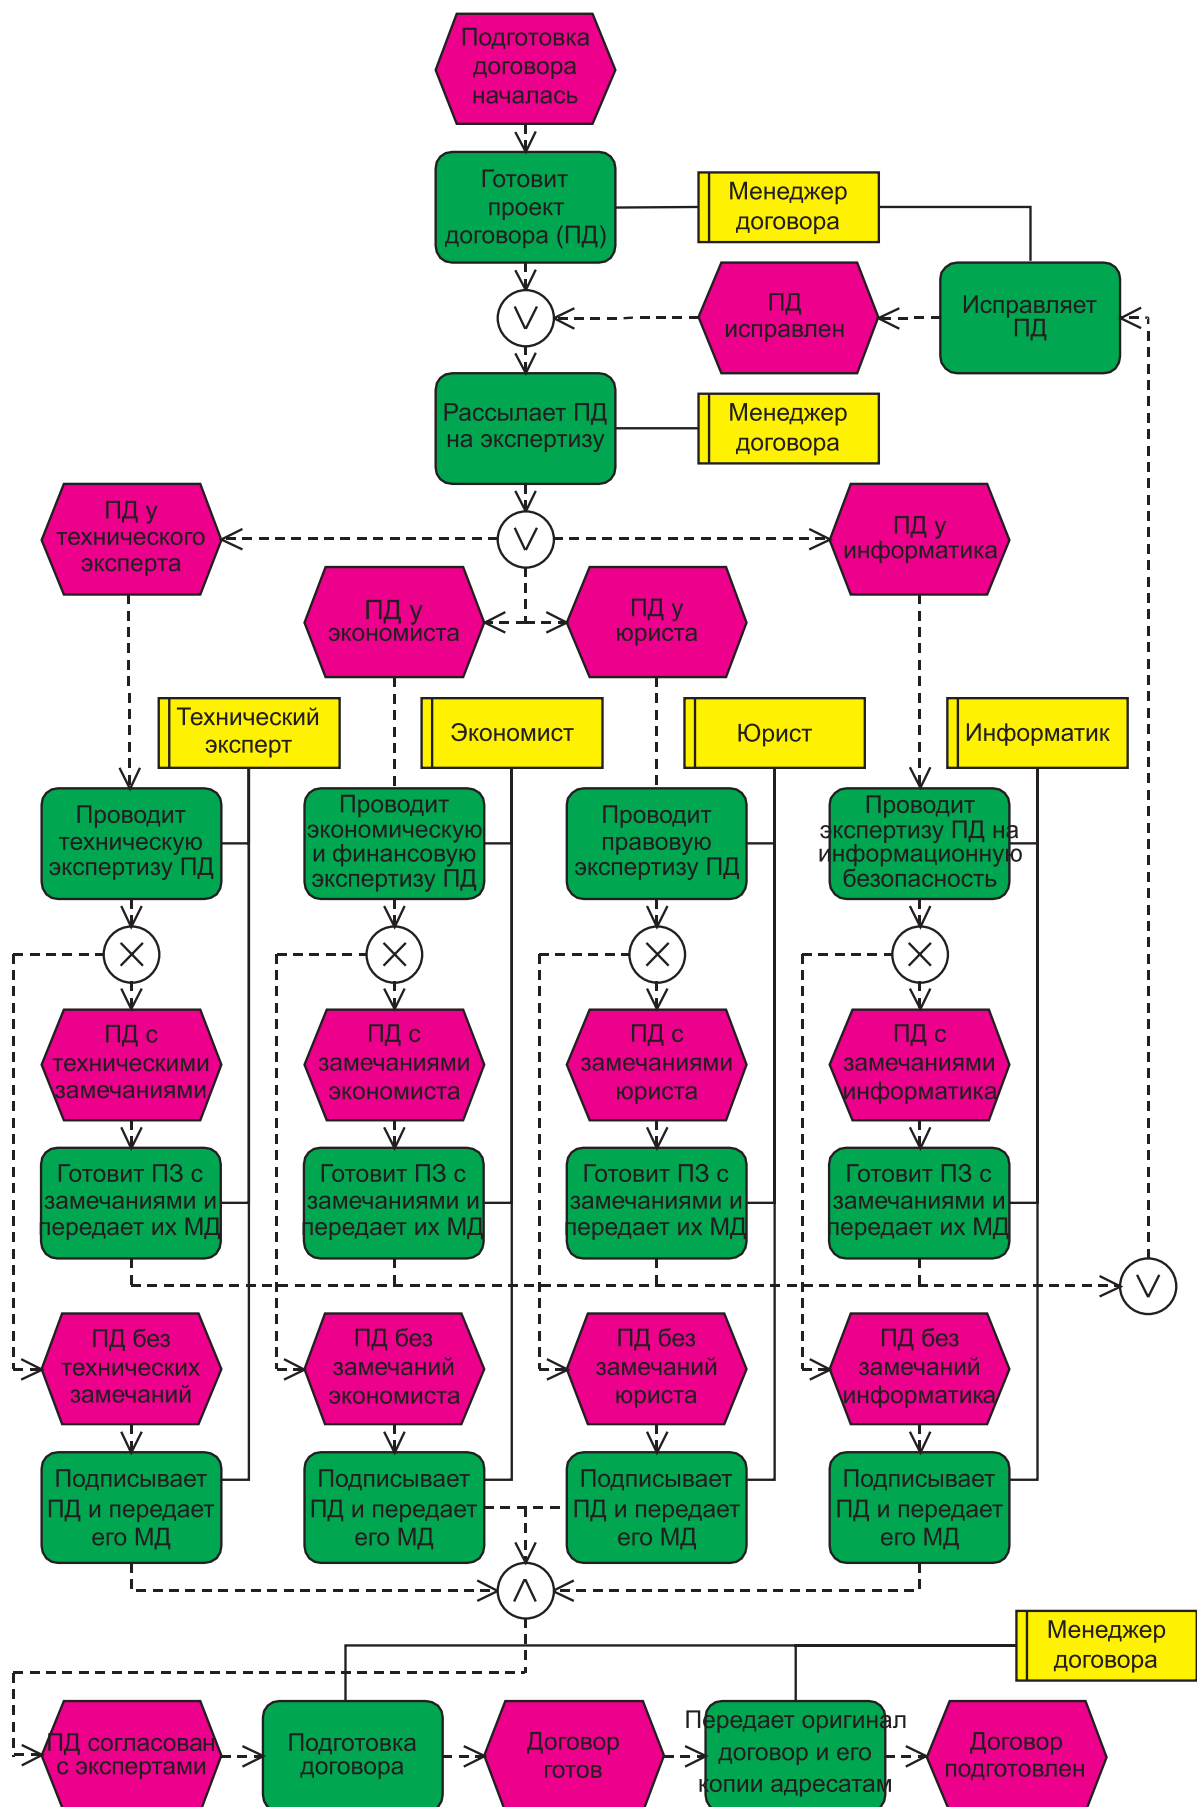 Подготовка
договора
началась
Готовит
проект
договора (ПД)
Менеджер
договора
ПД
исправлен
Исправляет
ПД
Рассылает ПД
на экспертизу
Менеджер
договора
ПД у
технического
эксперта
ПД у
информатика
ПД у
экономиста
ПД у
юриста
Технический
эксперт
Экономист
Юрист
Информатик
Проводит
техническую
экспертизу ПД
Проводит
экономическую
и финансовую
экспертизу ПД
Проводит
правовую
экспертизу ПД
Проводит
экспертизу ПД на
информационную
безопасность
ПД с
техническими
замечаниями
ПД с
замечаниями
экономиста
ПД с
замечаниями
юриста
ПД с
замечаниями
информатика
Готовит ПЗ с
замечаниями и
передает их МД
Готовит ПЗ с
замечаниями и
передает их МД
Готовит ПЗ с
замечаниями и
передает их МД
Готовит ПЗ с
замечаниями и
передает их МД
ПД без
технических
замечаний
ПД без
замечаний
экономиста
ПД без
замечаний
юриста
ПД без
замечаний
информатика
Подписывает
ПД и передает
его МД
Подписывает
ПД и передает
его МД
Подписывает
ПД и передает
его МД
Подписывает
ПД и передает
его МД
Менеджер
договора
ПД согласован
с экспертами
Подготовка
договора
Договор
готов
Передает оригинал
договор и его
копии адресатам
Договор
подготовлен